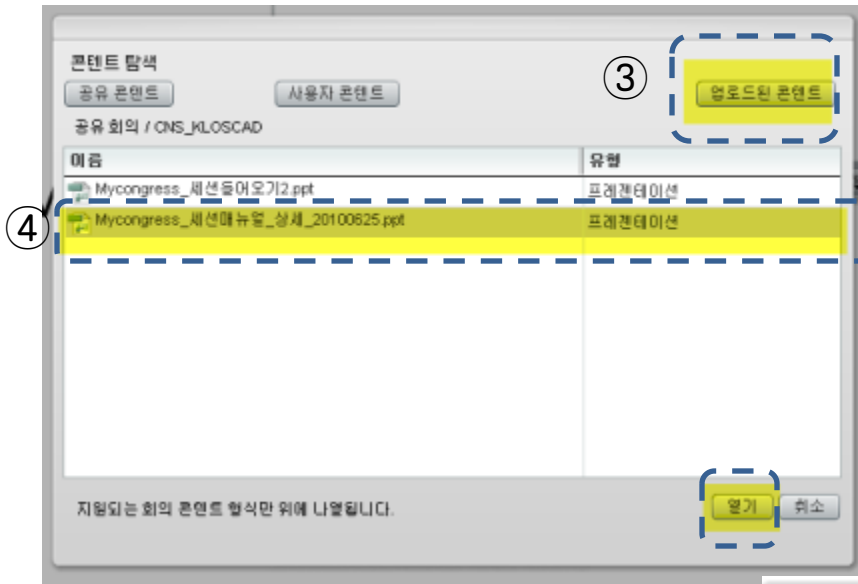 콘텐트 탐색
③
공유 콘텐트 사용자 콘텐트 업로드된 콘텐트
공유 회의 / CNS_KLOSCAD
이름 유형
Mycongress_세션들어오기2.ppt 프레젠테이션
④ Mycongress_세션매뉴얼_상세_20100625.ppt 프레젠테이션
지원되는 회의 콘텐트 형식만 위에 나열됩니다.
열기 취소